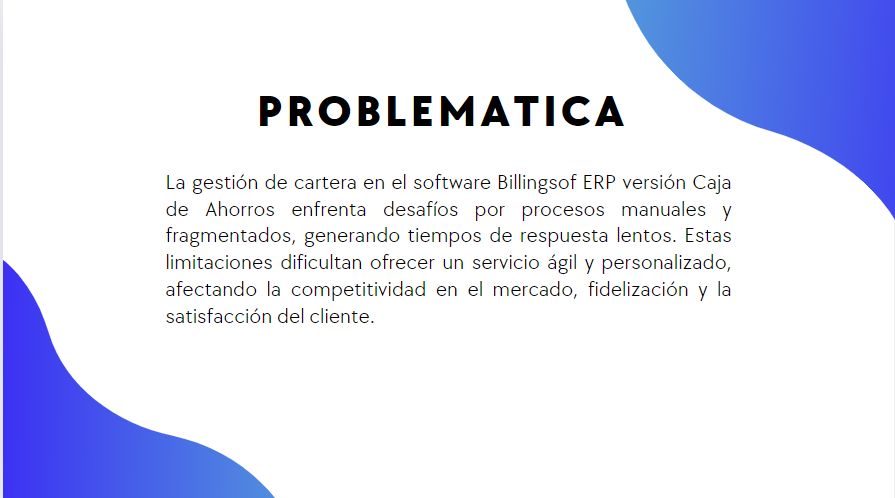 PROBLEMATICA
La gestión de cartera en el software Billingsof ERP versión Caja
de Ahorros enfrenta desafíos por procesos manuales y
fragmentados, generando tiempos de respuesta lentos. Estas
limitaciones dificultan ofrecer un servicio ágil y personalizado,
afectando la competitividad en el mercado, fidelización y la
satisfacción del cliente.